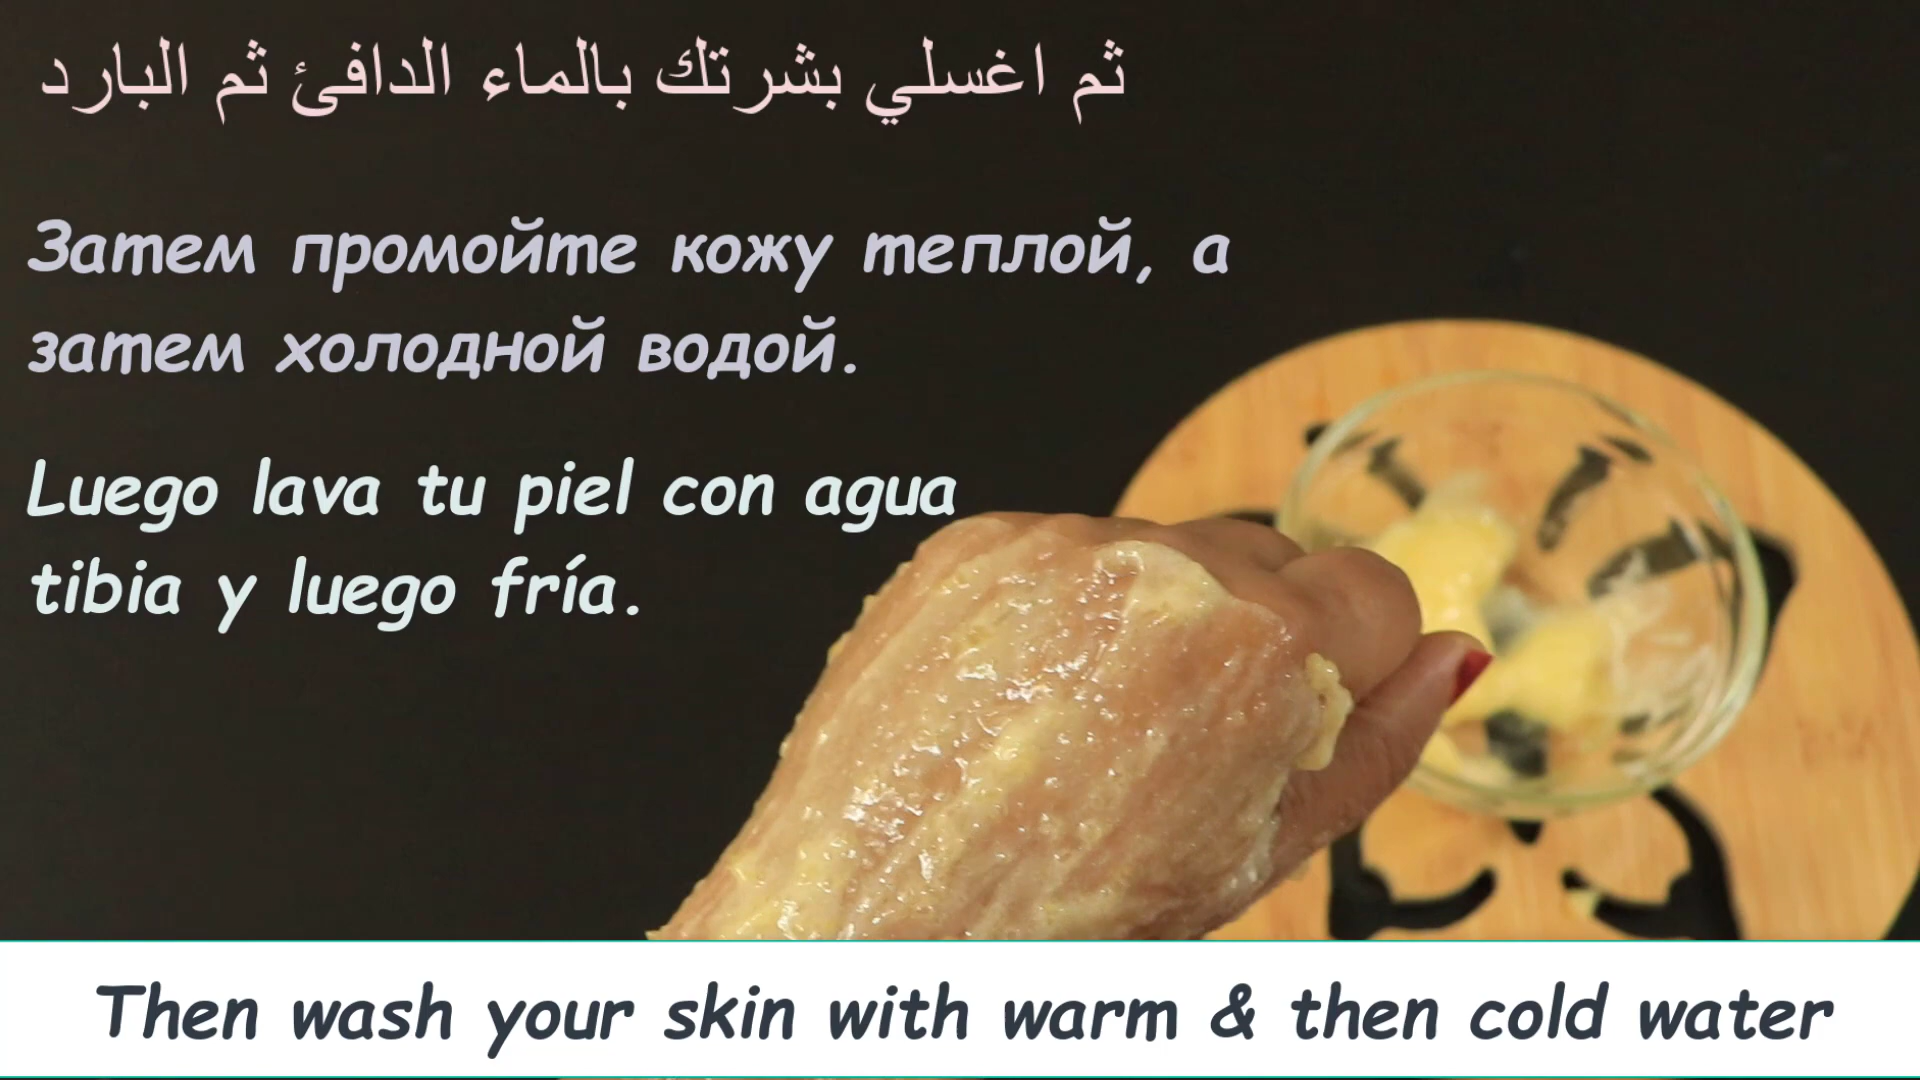 ثم اغسلي بشرتك بالماء الدافئ ثم البارد
Затем промойте кожу теплой, а
затем холодной водой.
Luego lava tu piel con agua
tibia y luego fría.
Then wash your skin with warm & then cold water